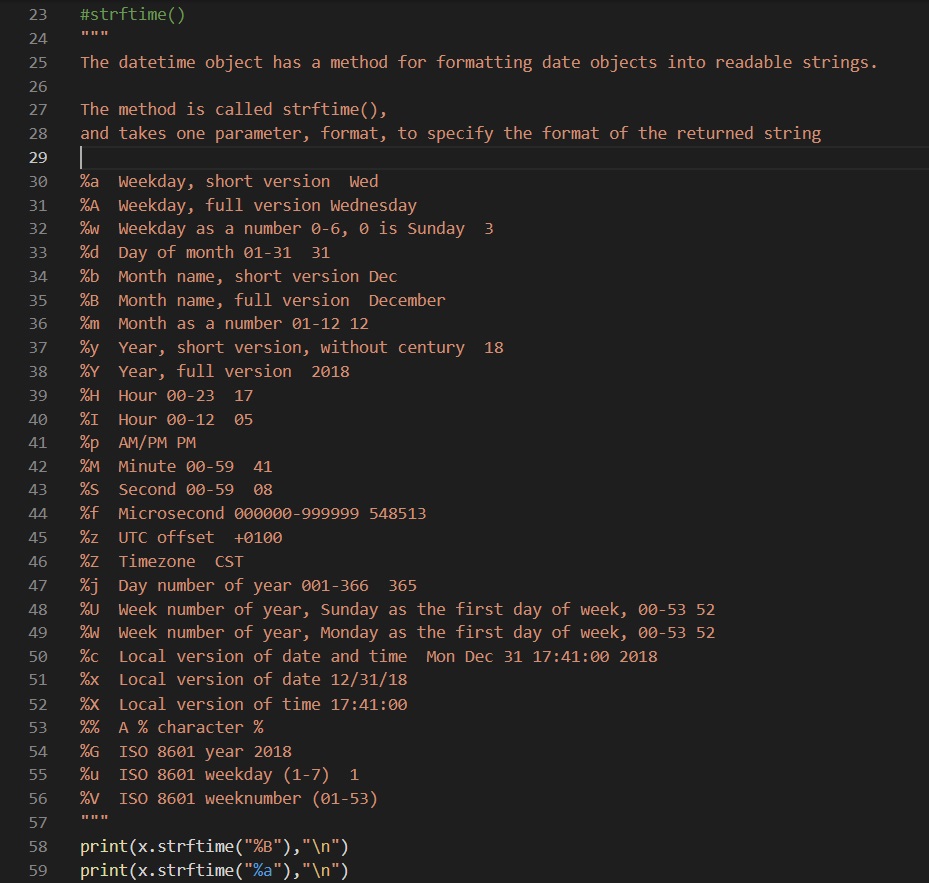 23 #strftime()
24 """
25 The datetime object has a method for formatting date objects into readable strings.
26
27 The method is called strftime(),
28 and takes one parameter, format, to specify the format of the returned string
29
30 %a  Weekday, short version  Wed
31 %A  Weekday, full version Wednesday
32 %w  Weekday as a number 0-6, 0 is Sunday  3
33 %d  Day of month 01-31  31
34 %b  Month name, short version Dec
35 %B  Month name, full version  December
36 %m  Month as a number 01-12 12
37 %y  Year, short version, without century  18
38 %Y  Year, full version  2018
39 %H  Hour 00-23  17
40 %I  Hour 00-12  05
41 %p  AM/PM PM
42 %M  Minute 00-59  41
43 %S  Second 00-59  08
44 %f  Microsecond 000000-999999 548513
45 %z  UTC offset  +0100
46 %Z  Timezone  CST
47 %j  Day number of year 001-366  365
48 %U  Week number of year, Sunday as the first day of week, 00-53 52
49 %W  Week number of year, Monday as the first day of week, 00-53 52
50 %c  Local version of date and time  Mon Dec 31 17:41:00 2018
51 %x  Local version of date 12/31/18
52 %X  Local version of time 17:41:00
53 %%  A % character %
54 %G  ISO 8601 year 2018
55 %u  ISO 8601 weekday (1-7)  1
56 %V  ISO 8601 weeknumber (01-53)
57 """
58 print(x.strftime("%B"),"\n")
59 print(x.strftime("%a"),"\n")